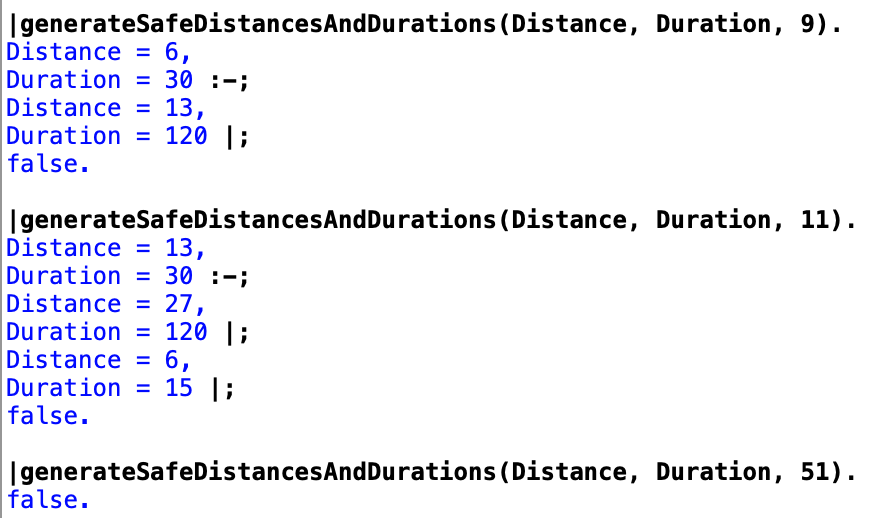 |generateSafeDistancesAndDurations(Distance, Duration, 9).
Distance = 6,
Duration = 30 :-;
Distance = 13,
Duration = 120 |;
false.

|generateSafeDistancesAndDurations(Distance, Duration, 11).
Distance = 13,
Duration = 30 :-;
Distance = 27,
Duration = 120 |;
Distance = 6,
Duration = 15 |;
false.

|generateSafeDistancesAndDurations(Distance, Duration, 51).
false.